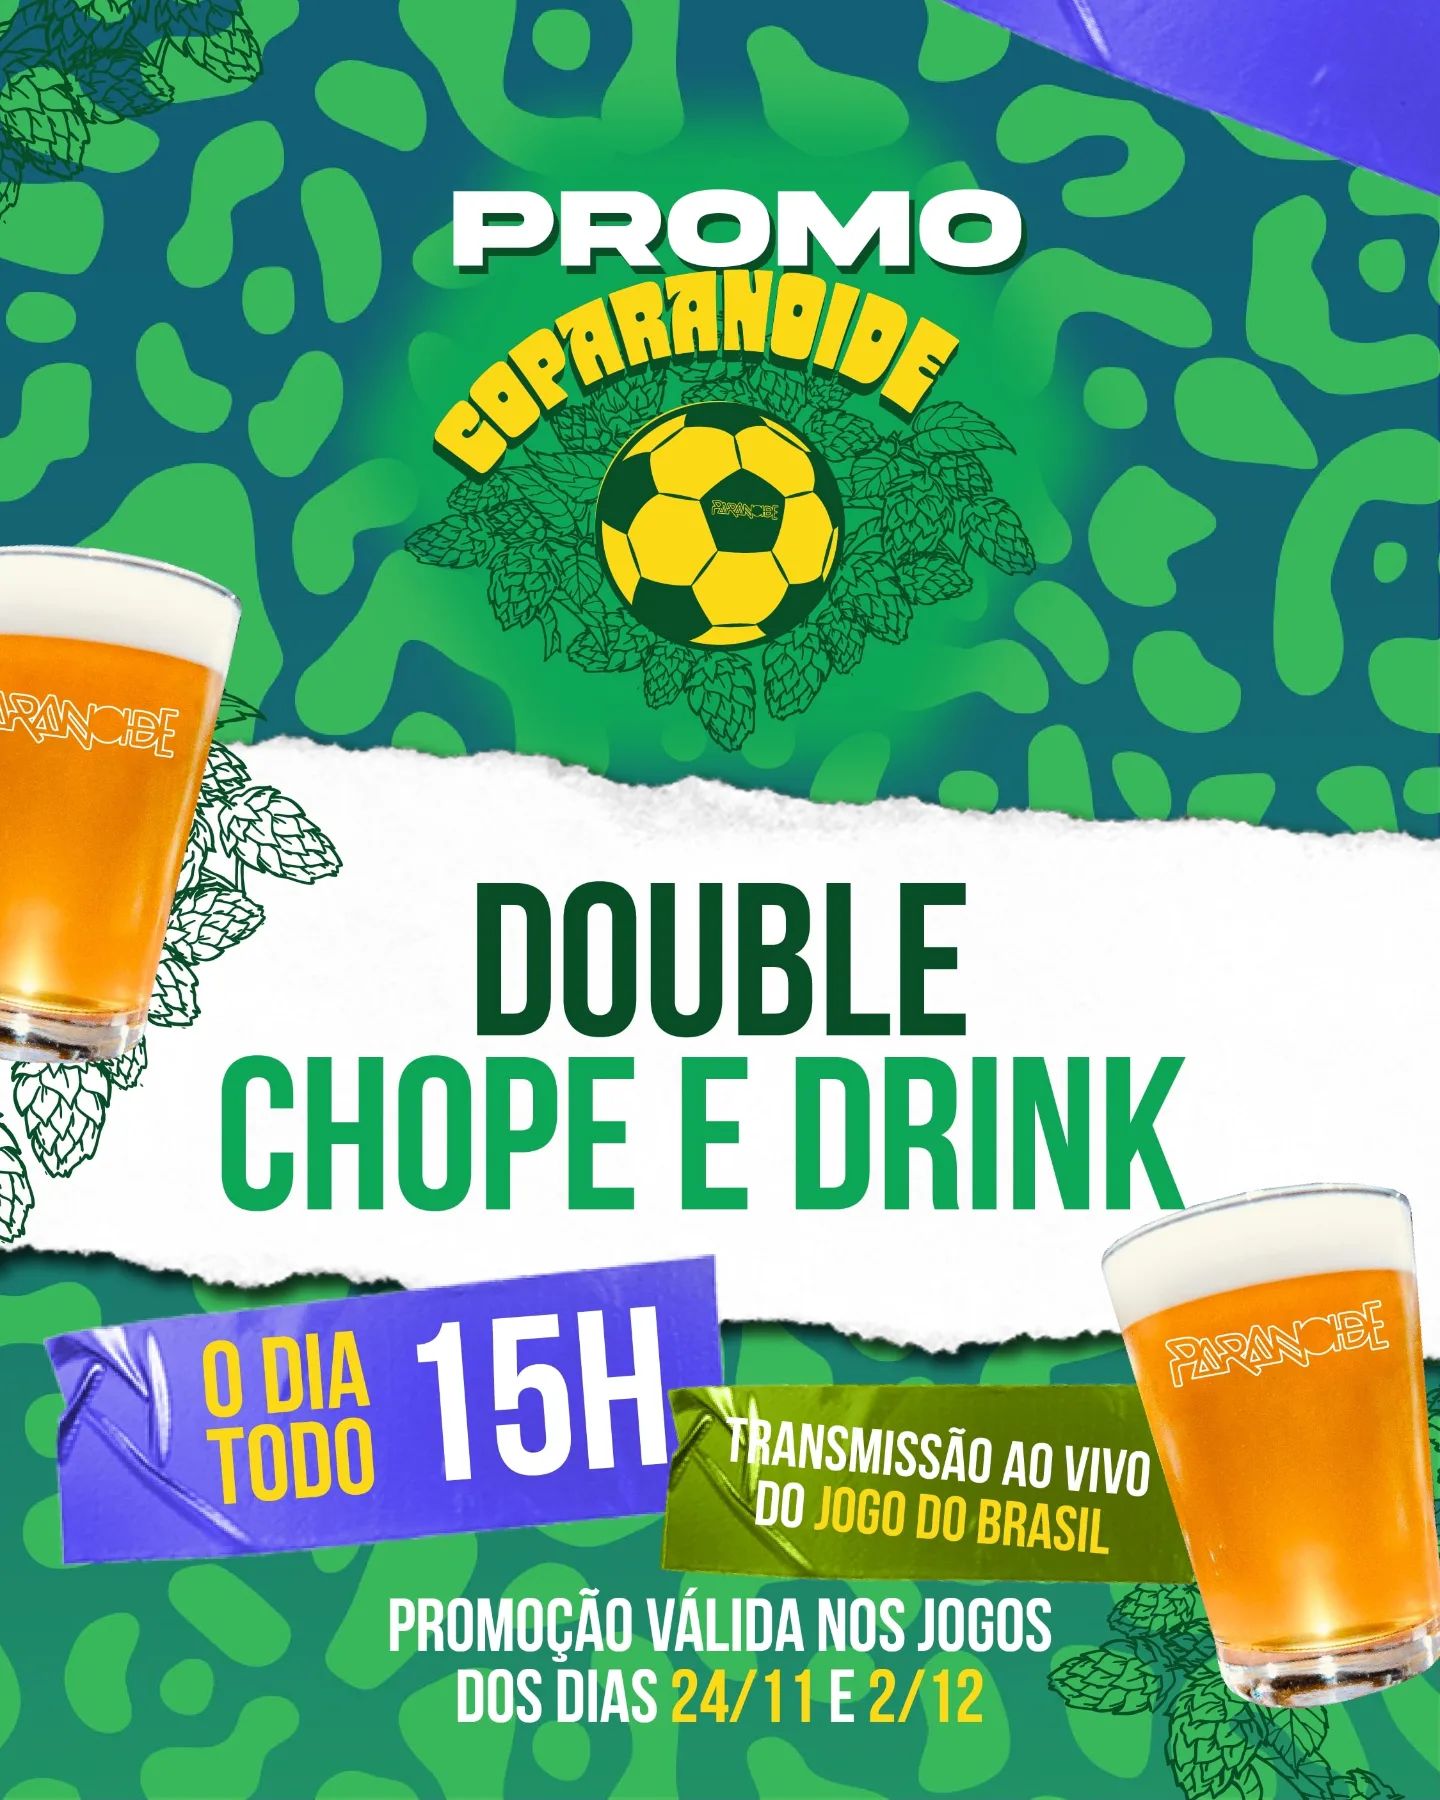 PROMO
COPARANOIDE
PARANOIDE
ARANOIDE
DOUBLE
CHOPE E DRINK
O DIA
TODO
15H
TRANSMISSÃO AO VIVO
DO JOGO DO BRASIL
PARANOIDE
PROMOÇÃO VÁLIDA NOS JOGOS
DOS DIAS 24/11 E 2/12